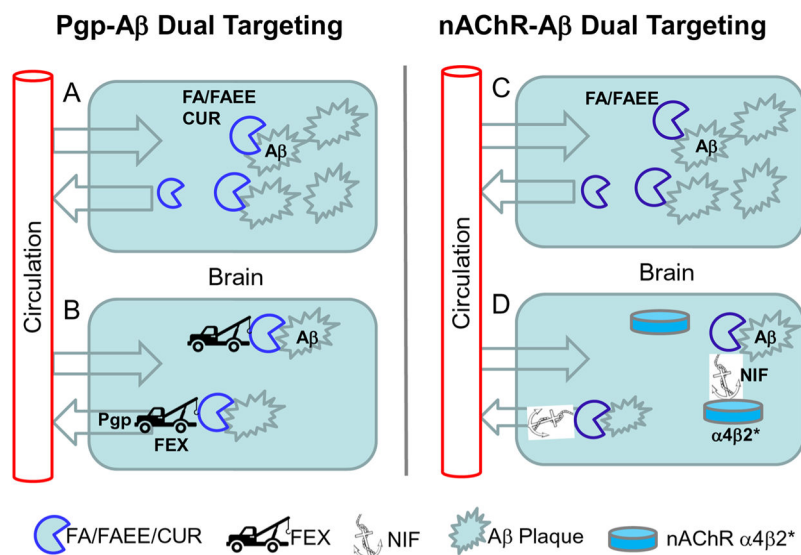 Pgp-Aβ Dual Targeting
nAChR-Aβ Dual Targeting
A
FA/FAEE
CUR
Aβ
C
FA/FAEE
Aβ
Circulation
Circulation
Brain
Brain
B
Aβ
Pgp
FEX
D
Aβ
NIF
α4β2*
FA/FAEE/CUR
FEX
NIF
Aβ Plaque
nAChR α4β2*